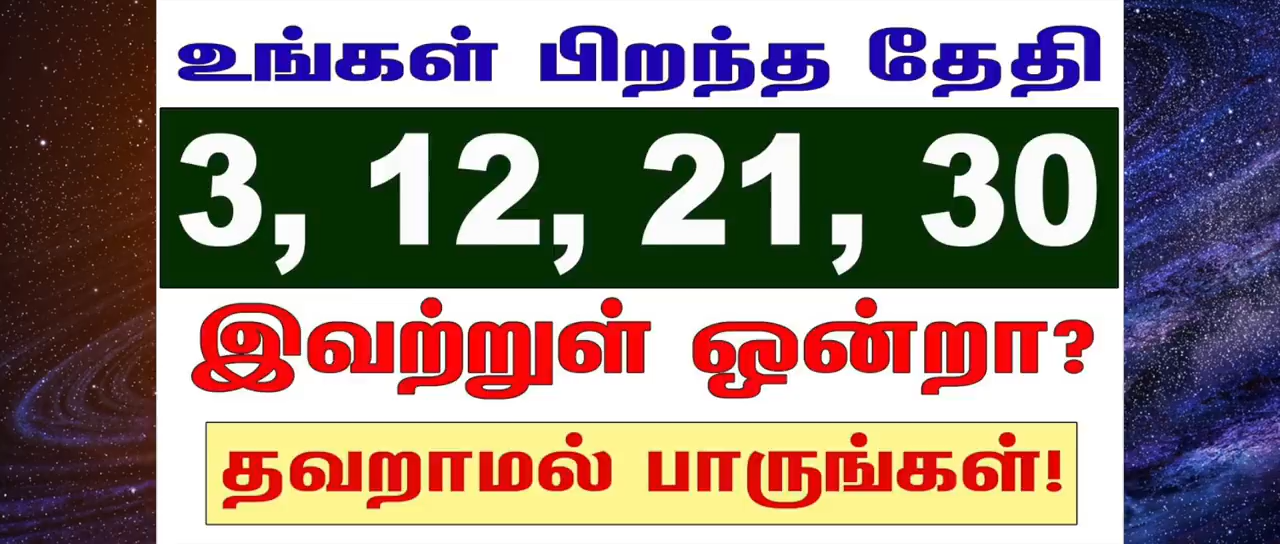 உங்கள் பிறந்த தேதி
3, 12, 21, 30
இவற்றுள் ஒன்றா?
தவறாமல் பாருங்கள்!